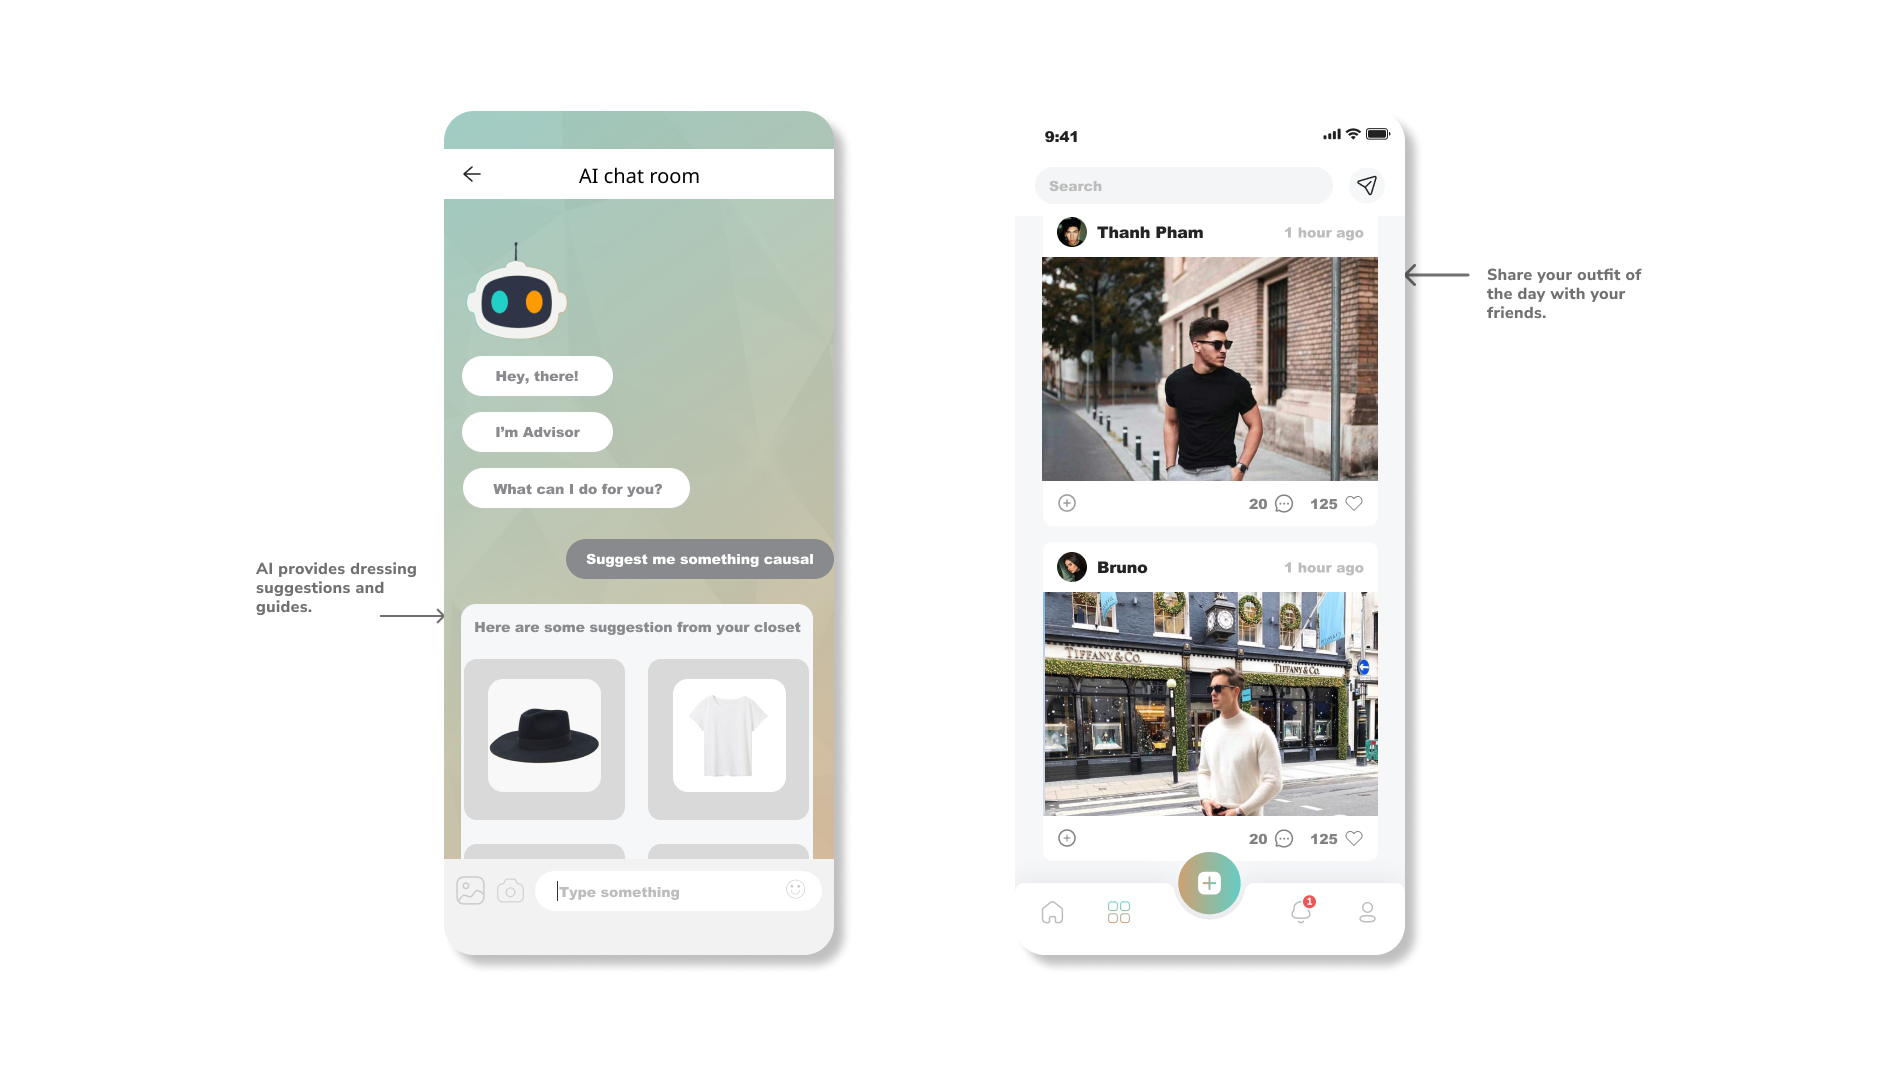 AI chat room
Hey, there!
I'm Advisor
What can I do for you?
Suggest me something causal
AI provides dressing
suggestions and
guides.
Here are some suggestion from your closet
Type something
9:41
Search
Thanh Pham
1 hour ago
20
125
Bruno
1 hour ago
TIFFANY & CO.
TIFFANY & CO.
20
125
1
Share your outfit of
the day with your
friends.